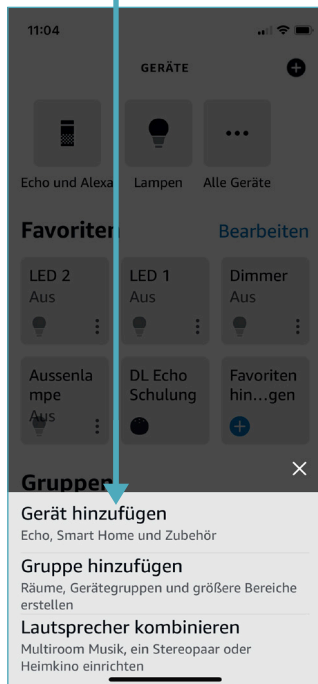 11:04
GERÄTE
Echo und Alexa Lampen Alle Geräte
Favoriten Bearbeiten
LED 2 LED 1 Dimmer
Aus Aus Aus
Aussenla DL Echo Favoriten
mpe Schulung hin...gen
Aus
Gruppen
Gerät hinzufügen
Echo, Smart Home und Zubehör
Gruppe hinzufügen
Räume, Gerätegruppen und größere Bereiche
erstellen
Lautsprecher kombinieren
Multiroom Musik, ein Stereopaar oder
Heimkino einrichten